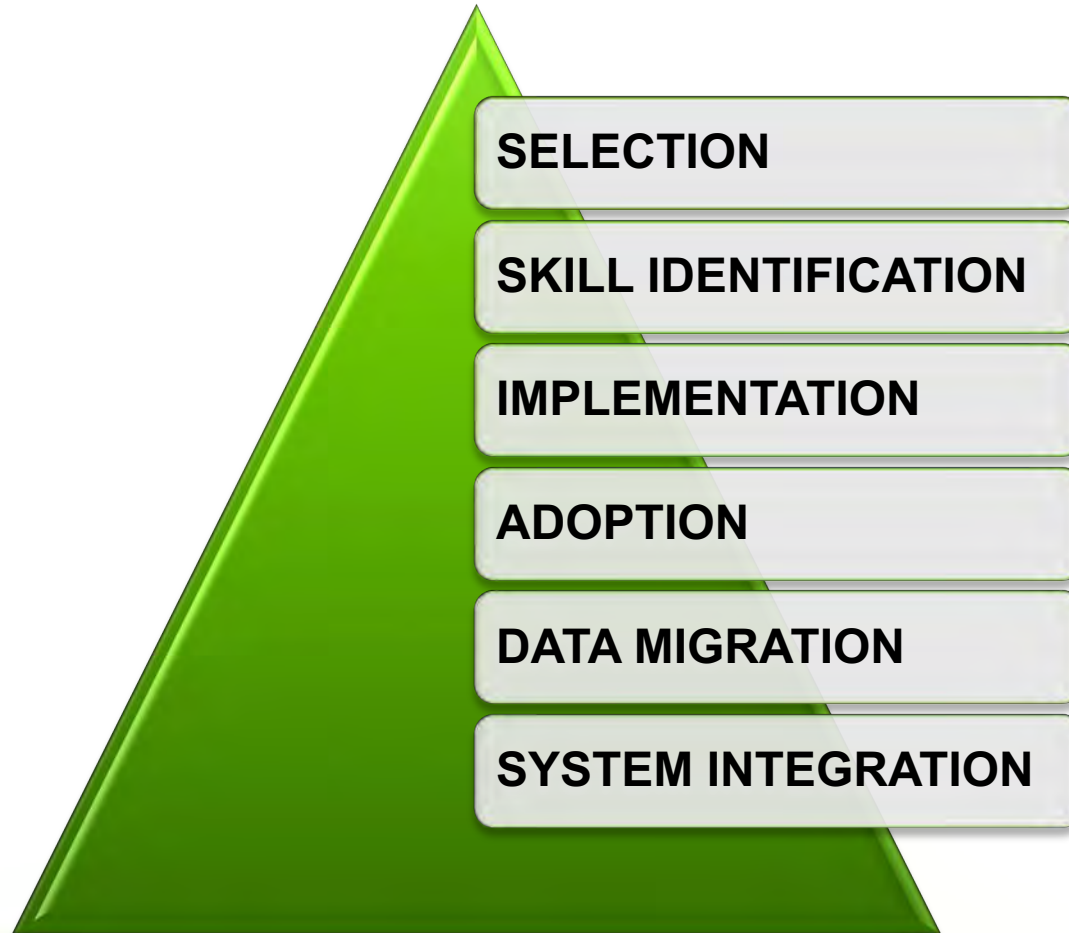 SELECTION
SKILL IDENTIFICATION
IMPLEMENTATION
ADOPTION
DATA MIGRATION
SYSTEM INTEGRATION